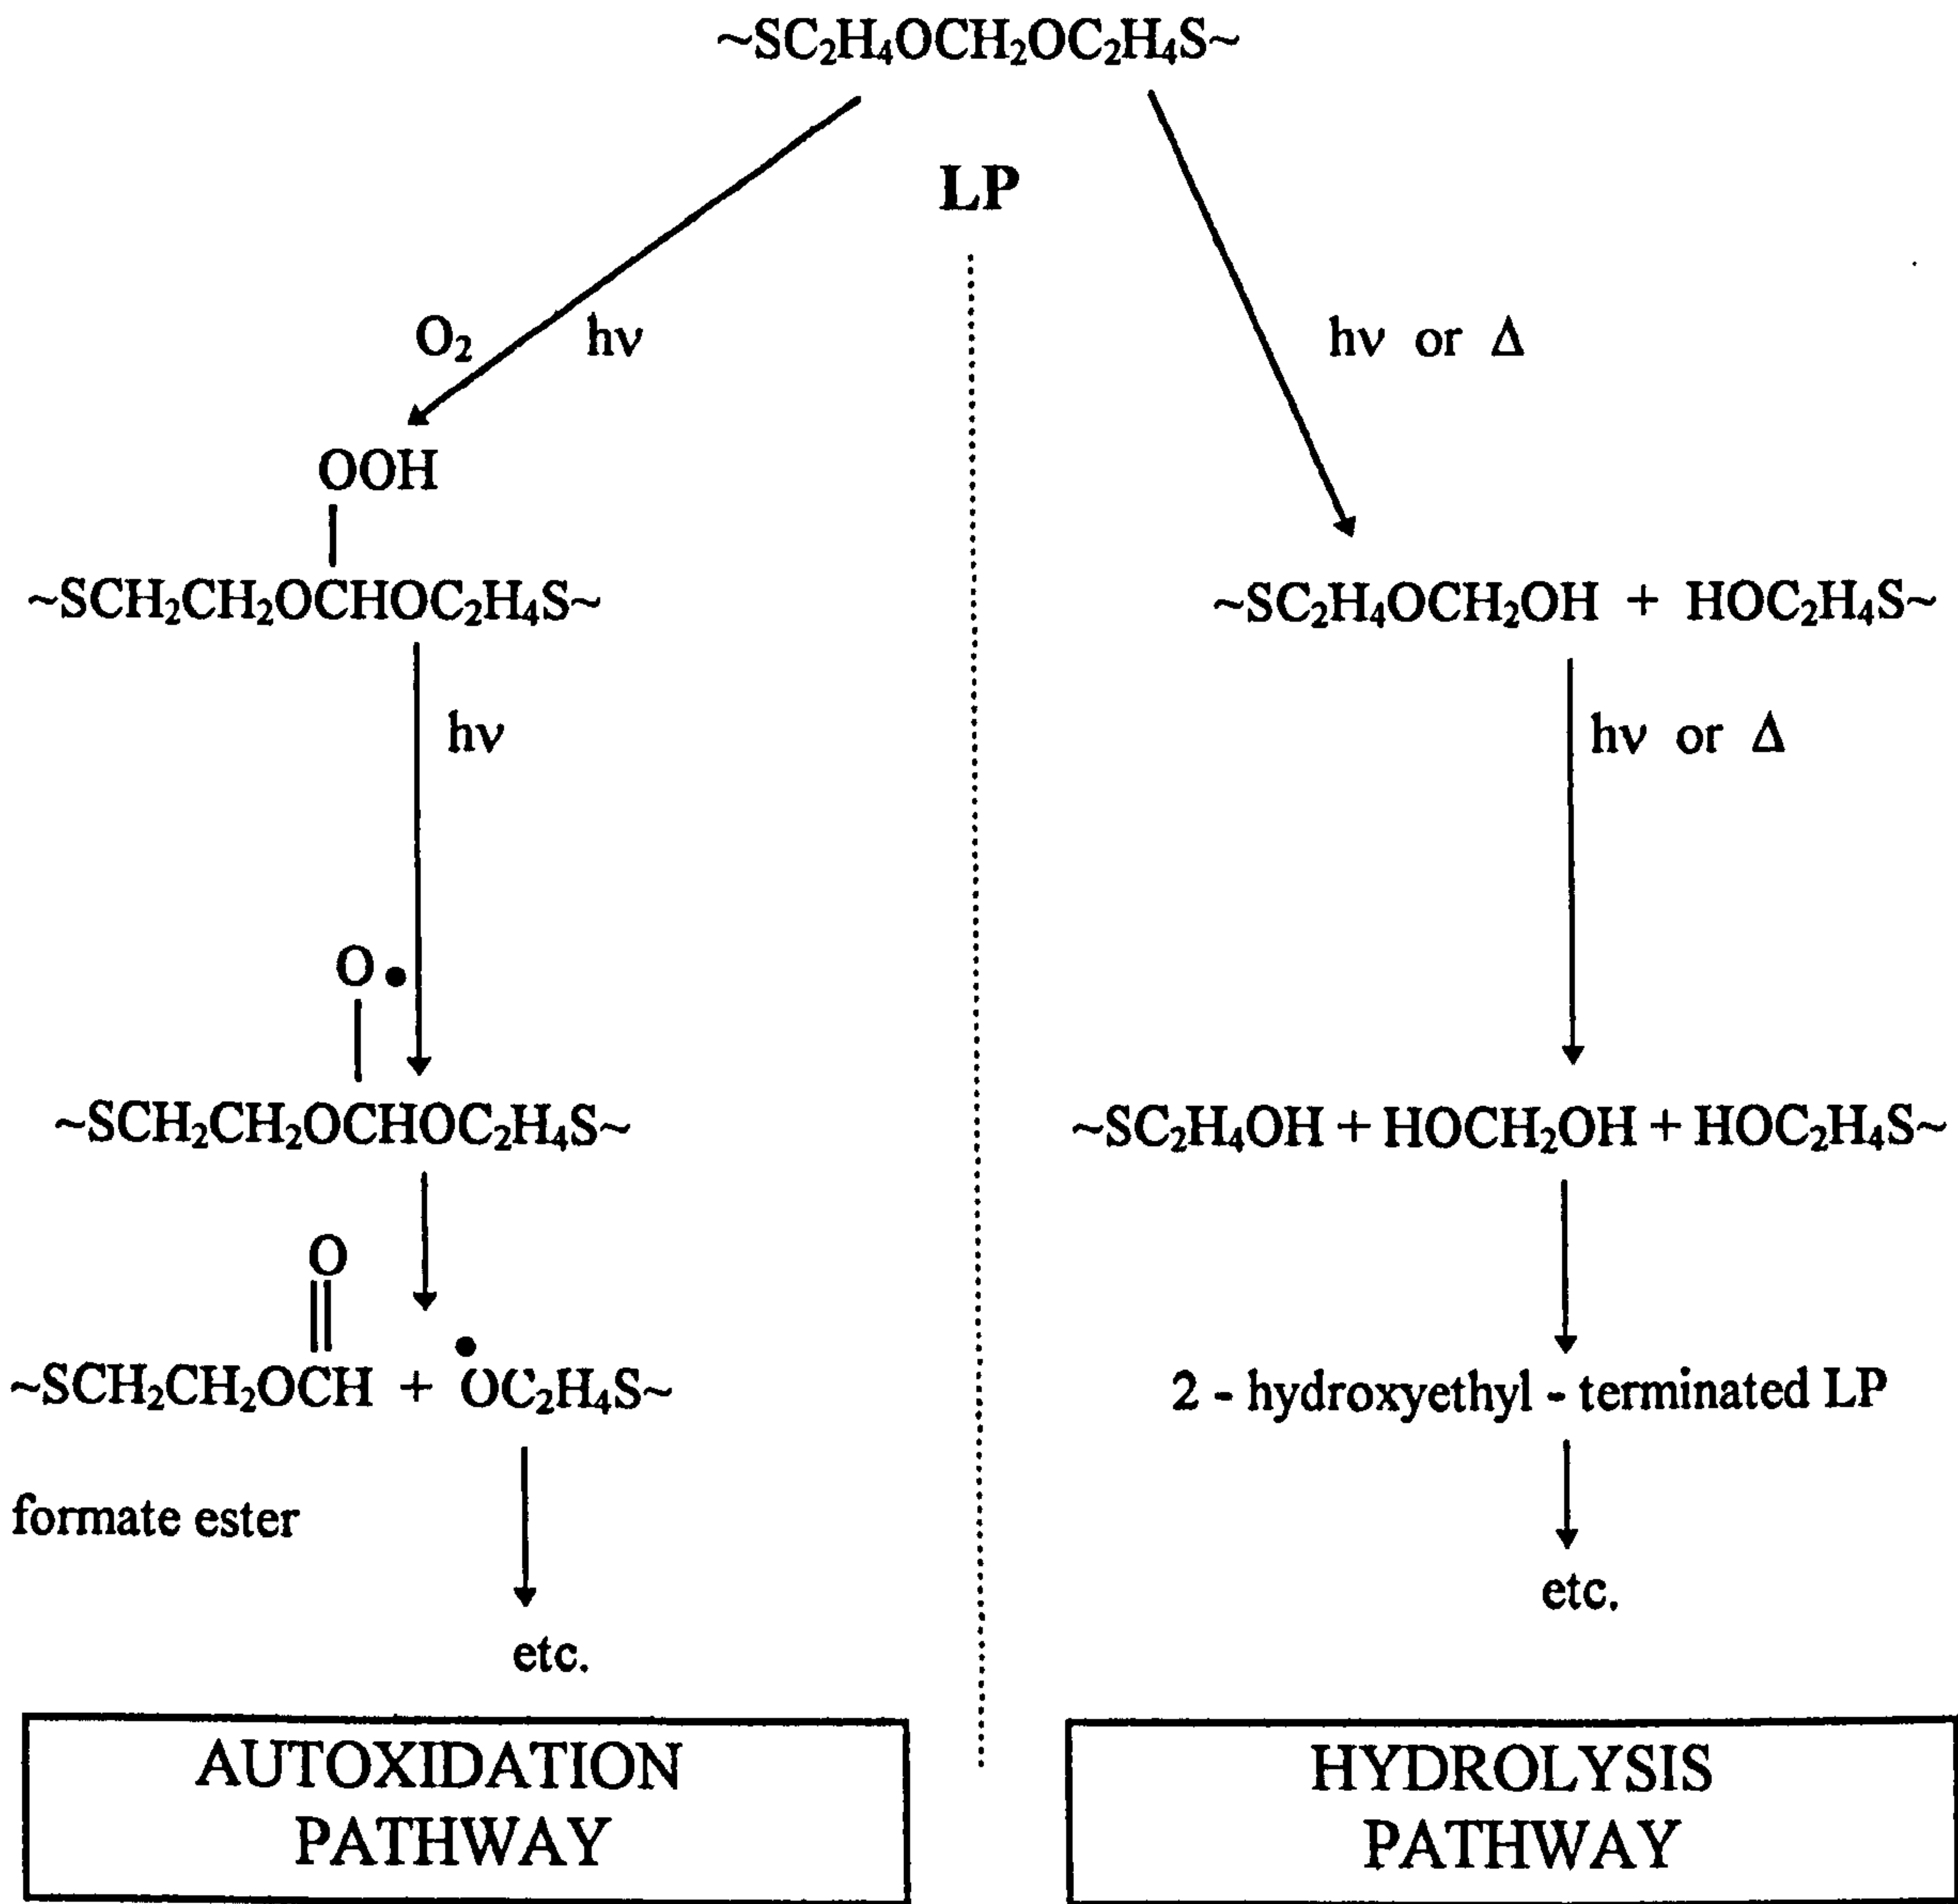 ~SC₂H₄OCH₂OC₂H₄S~
LP
O₂ hν
hν or Δ
OOH
~SCH₂CH₂OCHOC₂H₄S~
~SC₂H₄OCH₂OH + HOC₂H₄S~
hν
hν or Δ
O•
~SCH₂CH₂OCHOC₂H₄S~
~SC₂H₄OH + HOCH₂OH + HOC₂H₄S~
O
•
~SCH₂CH₂OCH + OC₂H₄S~
2 - hydroxyethyl - terminated LP
formate ester
etc.
etc.
AUTOXIDATION
PATHWAY
HYDROLYSIS
PATHWAY